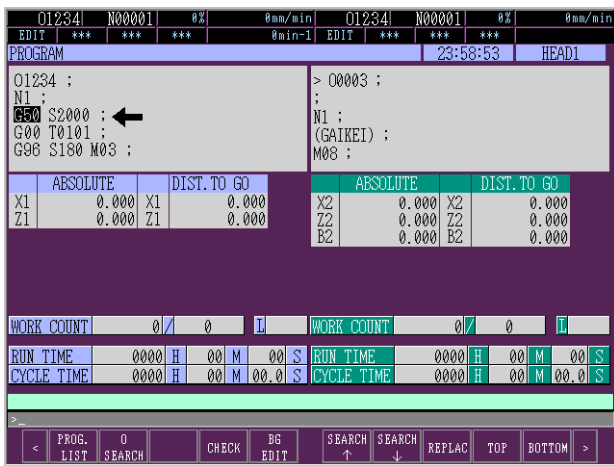 O1234 N00001 0% 0mm/min O1234 N00001 0% 0mm/min
EDIT *** *** *** 0min-1 EDIT *** *** ***
PROGRAM 23:58:53 HEAD1
O1234 ;
N1 ;
G50 S2000 ;
G00 T0101 ;
G96 S180 M03 ;
> O0003 ;
;
N1 ;
(GAIKEI) ;
M08 ;
ABSOLUTE DIST.TO GO
X1 0.000 X1 0.000
Z1 0.000 Z1 0.000
ABSOLUTE DIST.TO GO
X2 0.000 X2 0.000
Z2 0.000 Z2 0.000
B2 0.000 B2 0.000
WORK COUNT 0 / 0 L WORK COUNT 0 / 0 L
RUN TIME 0000 H 00 M 00 S RUN TIME 0000 H 00 M 00 S
CYCLE TIME 0000 H 00 M 00.0 S CYCLE TIME 0000 H 00 M 00.0 S
>_
< PROG. LIST O SEARCH CHECK BG EDIT SEARCH ↑ SEARCH ↓ REPLAC TOP BOTTOM >